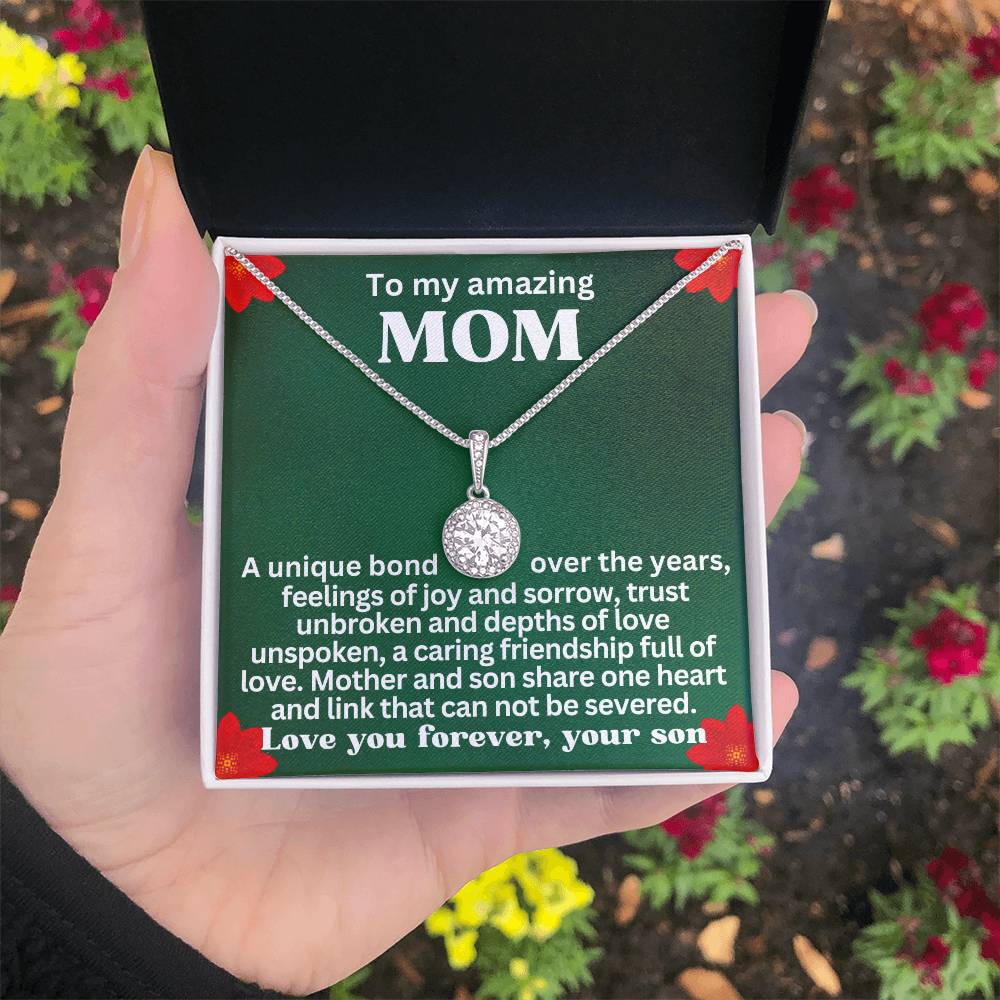 To my amazing
MOM
A unique bond over the years,
feelings of joy and sorrow, trust
unbroken and depths of love
unspoken, a caring friendship full of
love. Mother and son share one heart
and link that can not be severed.
Love you forever, your son